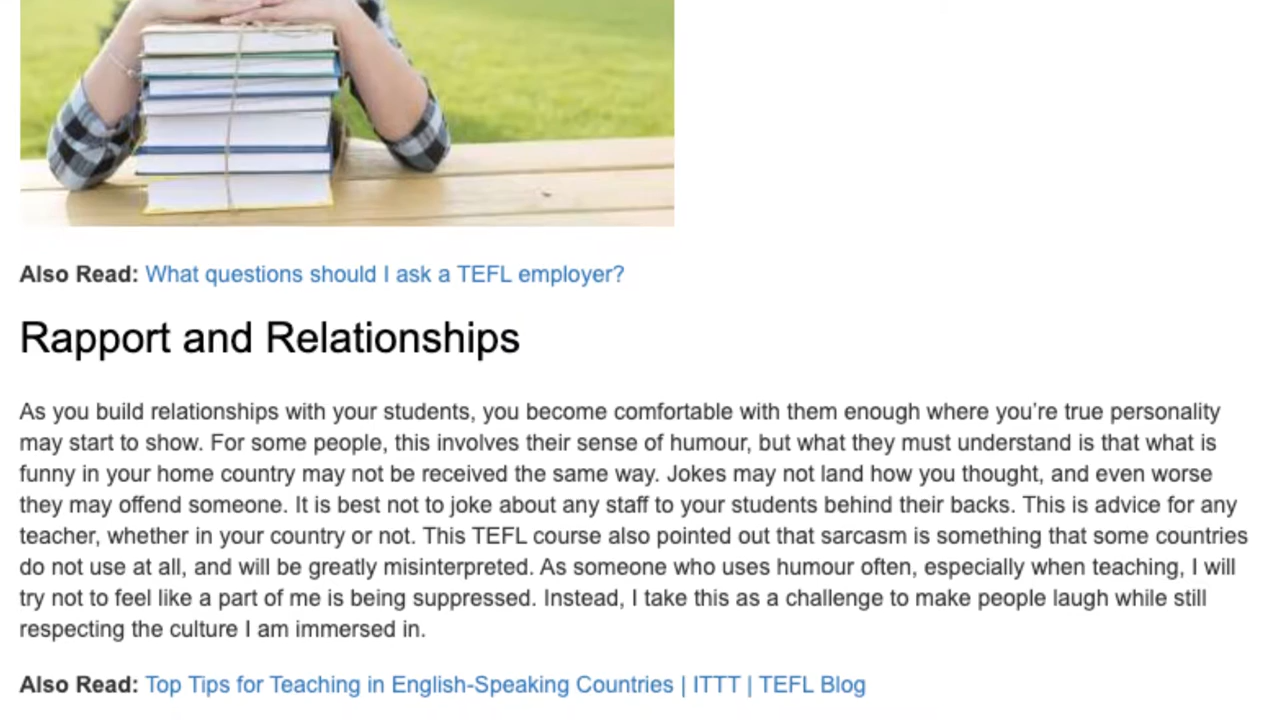 Also Read: What questions should I ask a TEFL employer?
Rapport and Relationships
As you build relationships with your students, you become comfortable with them enough where you’re true personality
may start to show. For some people, this involves their sense of humour, but what they must understand is that what is
funny in your home country may not be received the same way. Jokes may not land how you thought, and even worse
they may offend someone. It is best not to joke about any staff to your students behind their backs. This is advice for any
teacher, whether in your country or not. This TEFL course also pointed out that sarcasm is something that some countries
do not use at all, and will be greatly misinterpreted. As someone who uses humour often, especially when teaching, I will
try not to feel like a part of me is being suppressed. Instead, I take this as a challenge to make people laugh while still
respecting the culture I am immersed in.
Also Read: Top Tips for Teaching in English-Speaking Countries | ITTT | TEFL Blog